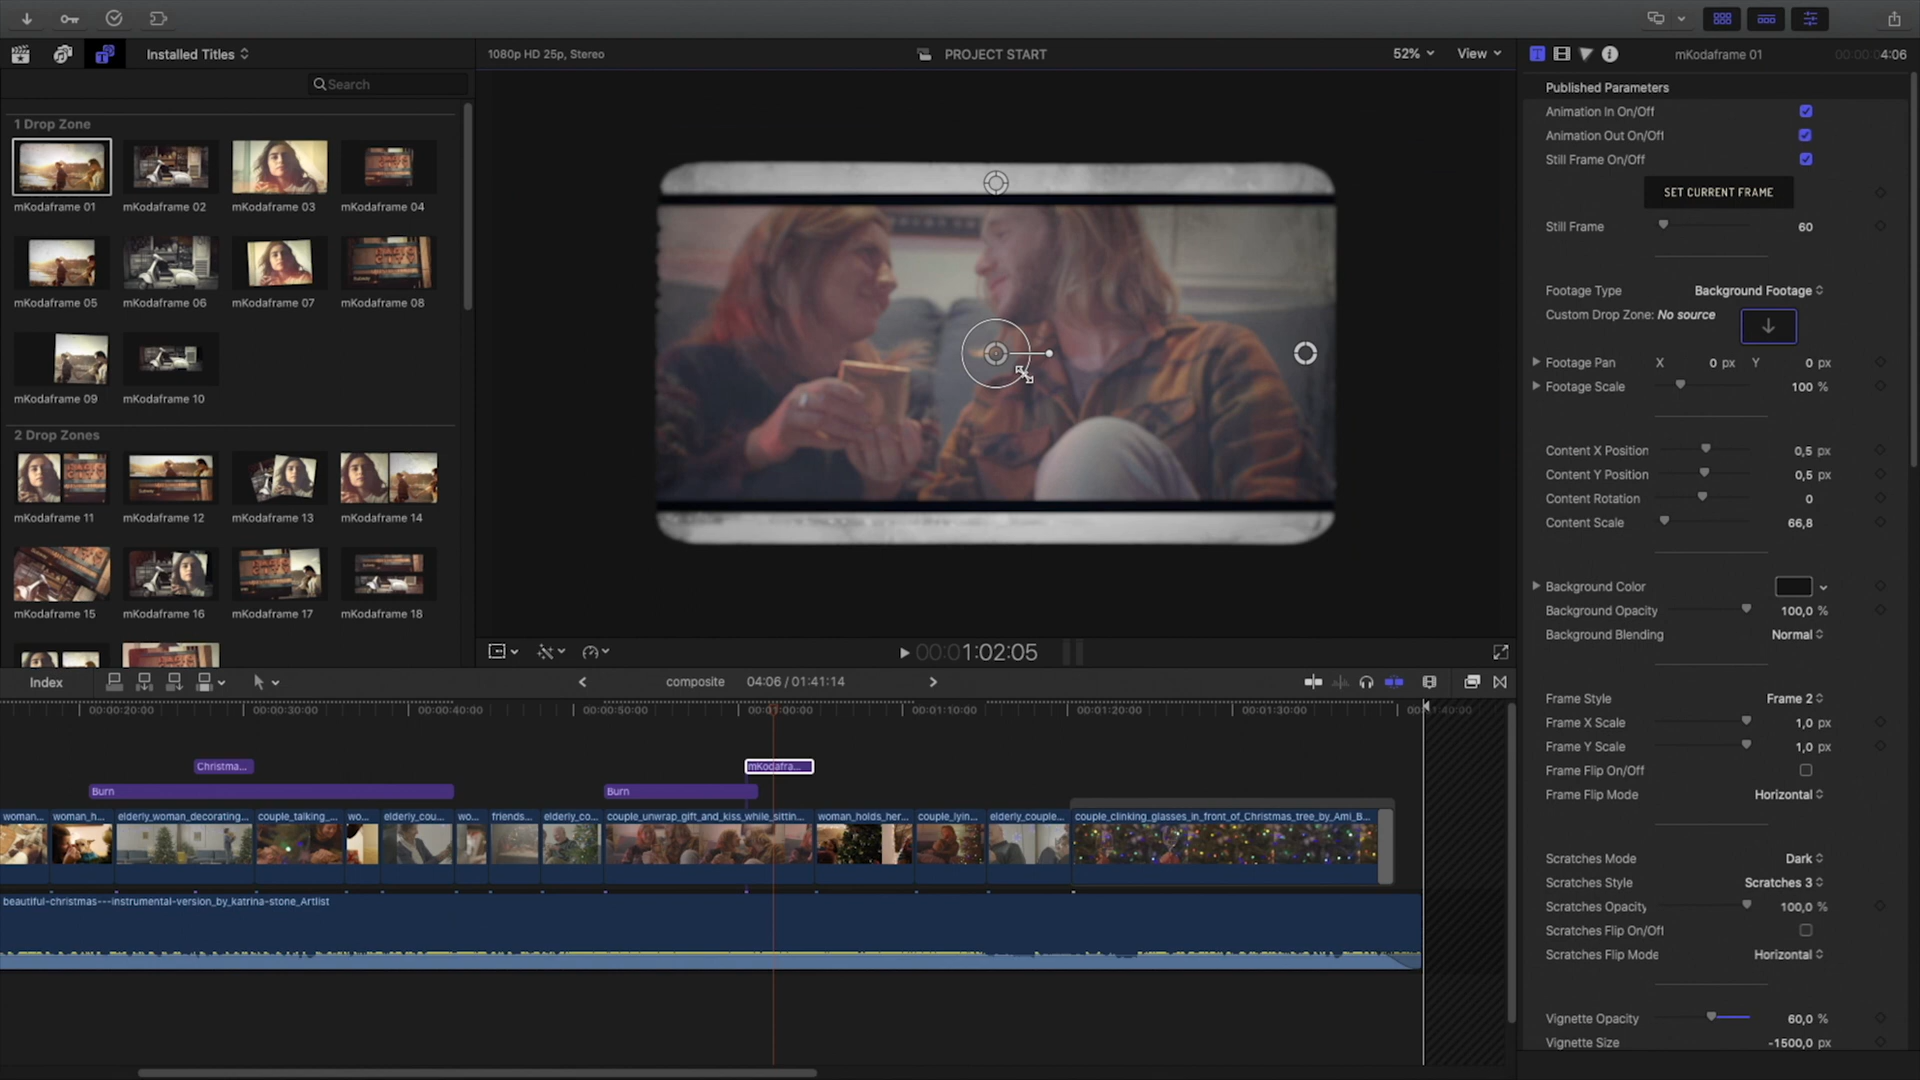 Installed Titles
1080p HD 25p, Stereo
PROJECT START
52%
View
mKodaframe 01
00:00:04:06
Search
1 Drop Zone
mKodaframe 01
mKodaframe 02
mKodaframe 03
mKodaframe 04
mKodaframe 05
mKodaframe 06
mKodaframe 07
mKodaframe 08
mKodaframe 09
mKodaframe 10
2 Drop Zones
mKodaframe 11
mKodaframe 12
mKodaframe 13
mKodaframe 14
mKodaframe 15
mKodaframe 16
mKodaframe 17
mKodaframe 18
00:01:02:05
Published Parameters
Animation In On/Off
Animation Out On/Off
Still Frame On/Off
SET CURRENT FRAME
Still Frame 60
Footage Type Background Footage
Custom Drop Zone: No source
Footage Pan X 0 px Y 0 px
Footage Scale 100 %
Content X Position 0,5 px
Content Y Position 0,5 px
Content Rotation 0
Content Scale 66,8
Background Color
Background Opacity 100,0 %
Background Blending Normal
Frame Style Frame 2
Frame X Scale 1,0 px
Frame Y Scale 1,0 px
Frame Flip On/Off
Frame Flip Mode Horizontal
Scratches Mode Dark
Scratches Style Scratches 3
Scratches Opacity 100,0 %
Scratches Flip On/Off
Scratches Flip Mode Horizontal
Vignette Opacity 60,0 %
Vignette Size -1500,0 px
Index
composite
04:06 / 01:41:14
00:00:20:00
00:00:30:00
00:00:40:00
00:00:50:00
00:01:00:00
00:01:10:00
00:01:20:00
00:01:30:00
Christma...
mKodafra...
Burn
Burn
woman...
woman_h...
elderly_woman_decorating...
couple_talking_...
wo...
elderly_cou...
wo...
friends...
elderly_co...
couple_unwrap_gift_and_kiss_while_sittin...
woman_holds_her...
couple_lyin...
elderly_couple...
couple_clinking_glasses_in_front_of_Christmas_tree_by_Ami_B...
beautiful-christmas---instrumental-version_by_katrina-stone_Artlist